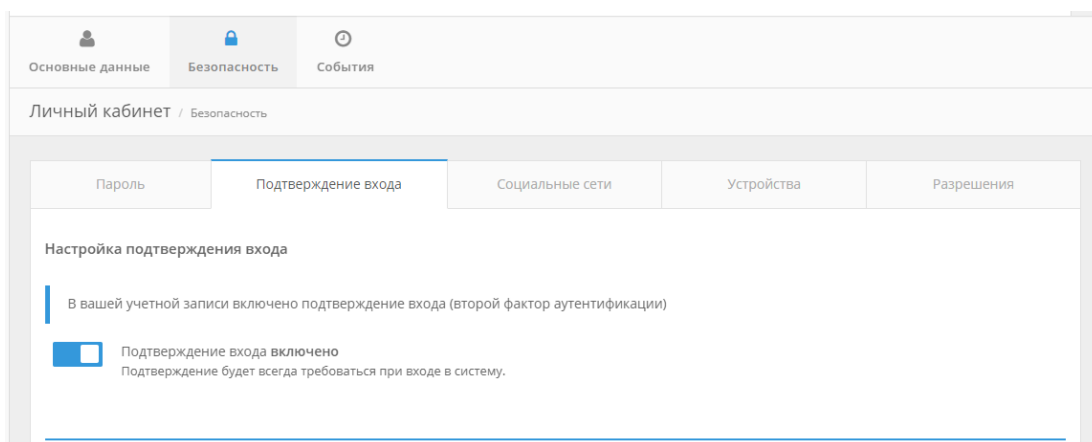 Основные данные
Безопасность
События
Личный кабинет / Безопасность
Пароль
Подтверждение входа
Социальные сети
Устройства
Разрешения
Настройка подтверждения входа
В вашей учетной записи включено подтверждение входа (второй фактор аутентификации)
Подтверждение входа включено
Подтверждение будет всегда требоваться при входе в систему.